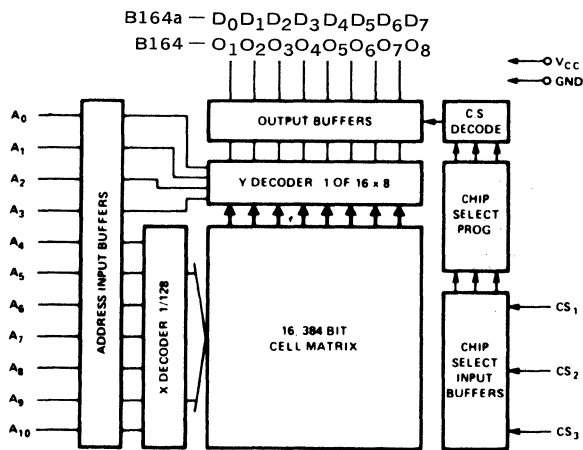 B164a — D0D1D2D3D4D5D6D7
B164 — O1O2O3O4O5O6O7O8
VCC
GND
A0
A1
A2
A3
A4
A5
A6
A7
A8
A9
A10
ADDRESS INPUT BUFFERS
OUTPUT BUFFERS
C.S
DECODE
Y DECODER 1 OF 16 x 8
CHIP
SELECT
PROG
X DECODER 1/128
16, 384 BIT
CELL MATRIX
CHIP
SELECT
INPUT
BUFFERS
CS1
CS2
CS3